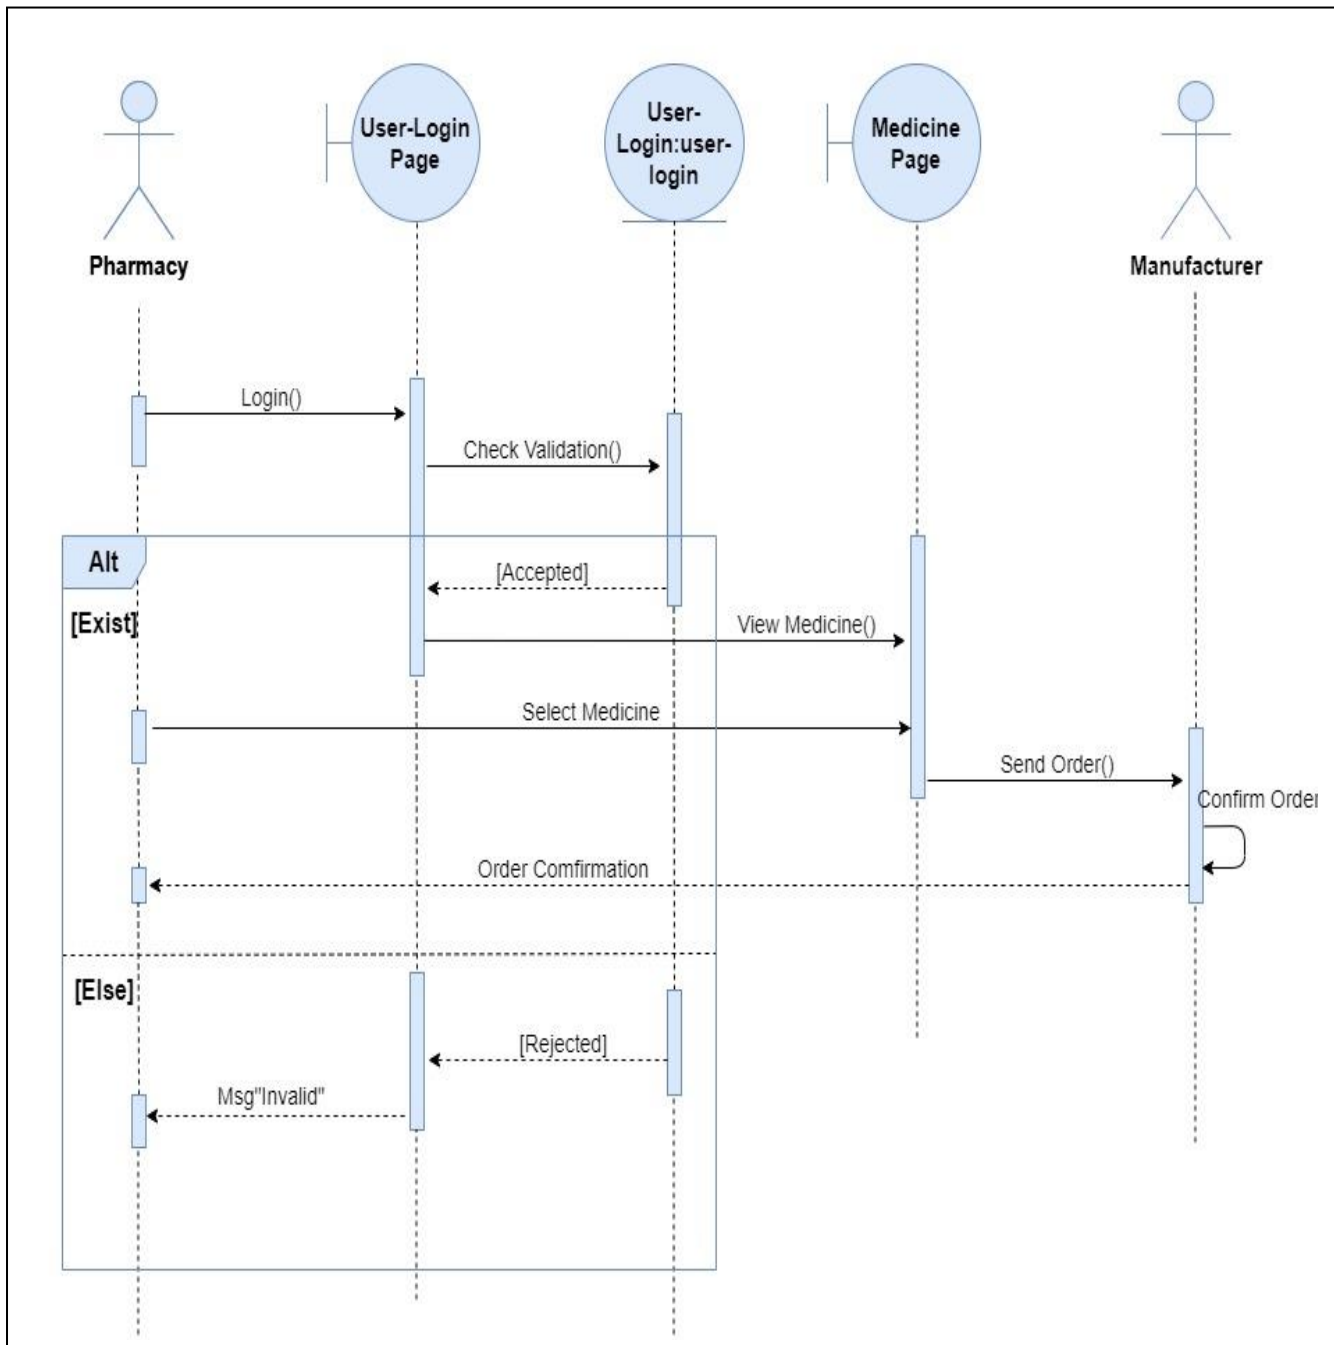 User-Login
Page
User-
Login:user-
login
Medicine
Page
Pharmacy
Manufacturer
Login()
Check Validation()
Alt
[Accepted]
[Exist]
View Medicine()
Select Medicine
Send Order()
Confirm Order
Order Comfirmation
[Else]
[Rejected]
Msg"Invalid"